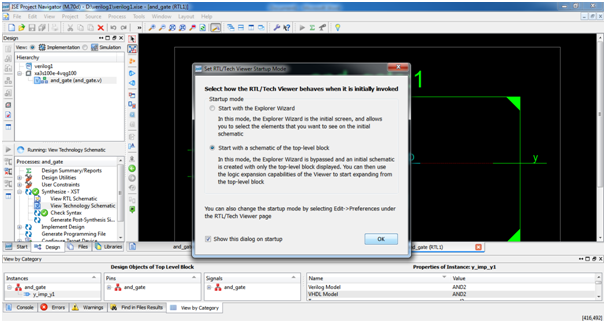 ISE Project Navigator (M.70d) - D:\verilog1\verilog1.xise - [and_gate (RTL1)]
File Edit View Project Source Process Tools Window Layout Help
Design
View: Implementation Simulation
Hierarchy
verilog1
xa3s100e-4vqg100
and_gate (and_gate.v)
Running: View Technology Schematic
Processes: and_gate
Design Summary/Reports
Design Utilities
User Constraints
Synthesize - XST
View RTL Schematic
View Technology Schematic
Check Syntax
Generate Post-Synthesis Si...
Implement Design
Generate Programming File
Configure Target Device
Start Design Files Libraries
Set RTL/Tech Viewer Startup Mode
Select how the RTL/Tech Viewer behaves when it is initially invoked
Startup mode
Start with the Explorer Wizard
In this mode, the Explorer Wizard is the initial screen, and allows
you to select the elements that you want to see on the initial
schematic
Start with a schematic of the top-level block
In this mode, the Explorer Wizard is bypassed and an initial schematic
is created with only the top-level block displayed. You can then use
the logic expansion capabilities of the Viewer to start expanding
from the top-level block
You can also change the startup mode by selecting Edit->Preferences under
the RTL/Tech Viewer page
Show this dialog on startup
OK
1
y
and_g
(RTL1)
View by Category
Design Objects of Top Level Block
Properties of Instance: y_imp_y1
Instances Pins Signals Name Value
and_gate and_gate and_gate Verilog Model AND2
y_imp_y1 VHDL Model AND2
Console Errors Warnings Find in Files Results View by Category
[416,492]